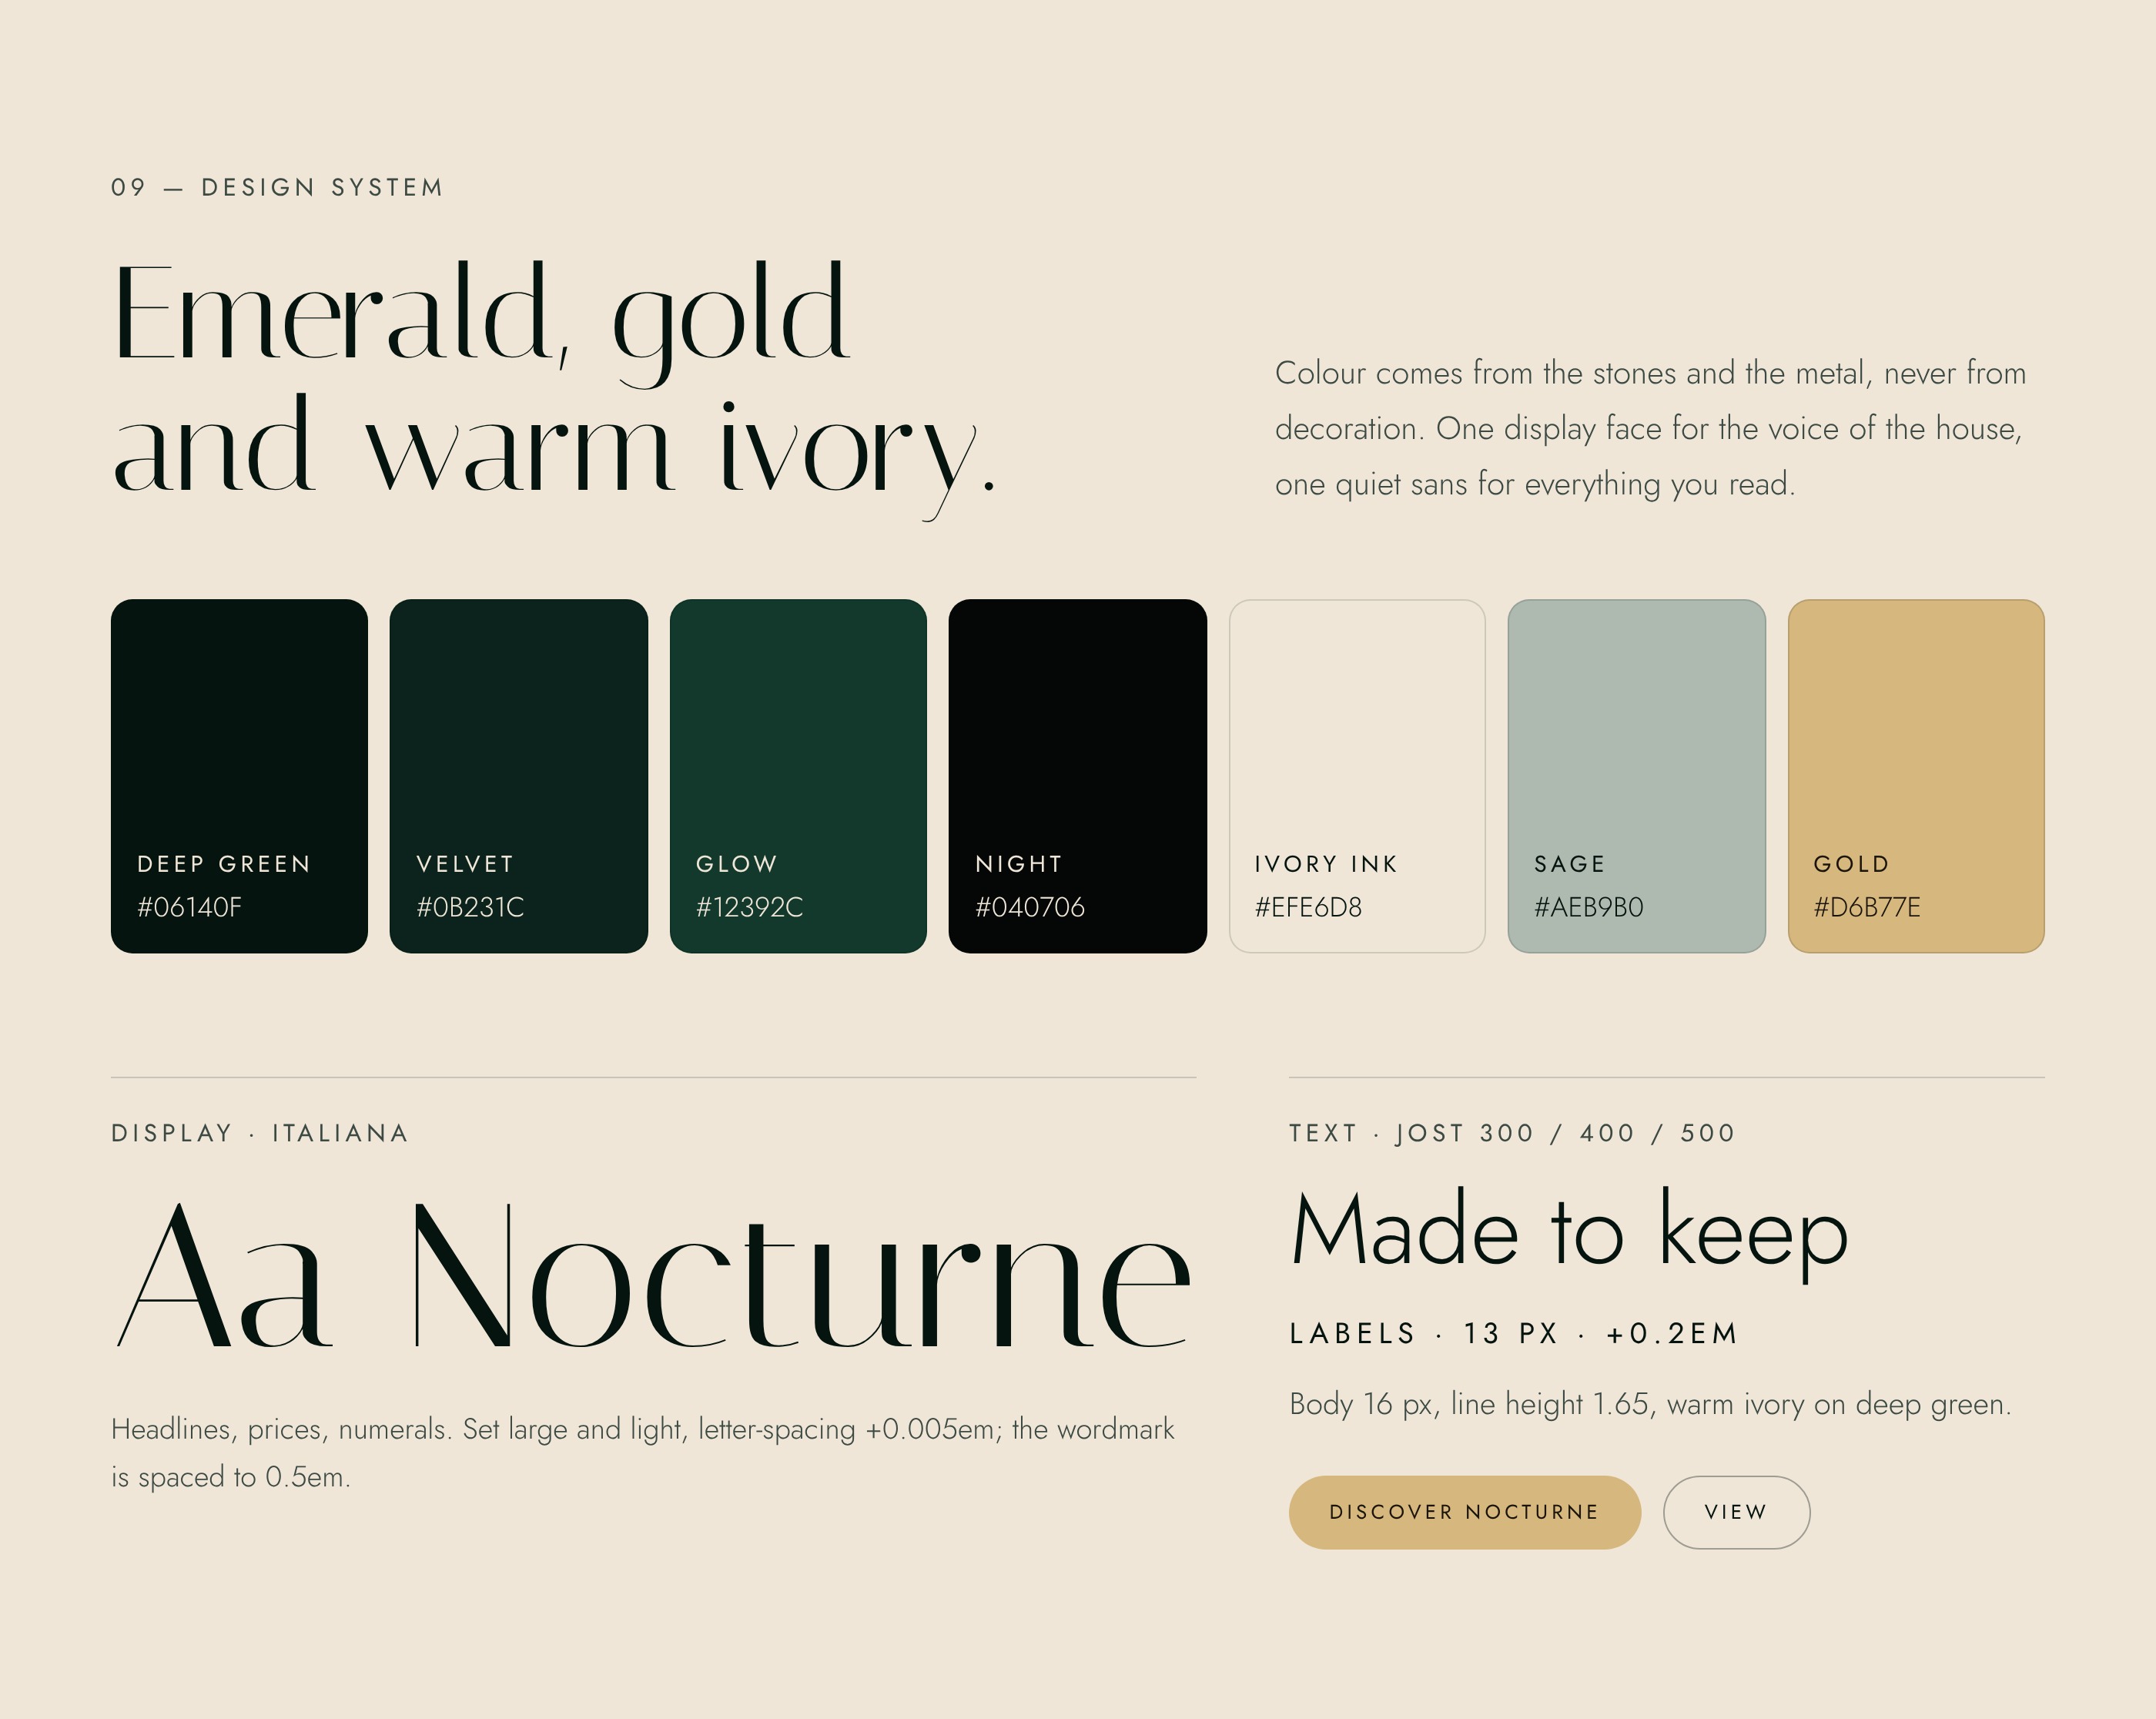 09 — DESIGN SYSTEM
Emerald, gold
and warm ivory.
Colour comes from the stones and the metal, never from
decoration. One display face for the voice of the house,
one quiet sans for everything you read.
DEEP GREEN
#06140F
VELVET
#0B231C
GLOW
#12392C
NIGHT
#040706
IVORY INK
#EFE6D8
SAGE
#AEB9B0
GOLD
#D6B77E
DISPLAY · ITALIANA
Aa Nocturne
Headlines, prices, numerals. Set large and light, letter-spacing +0.005em; the wordmark
is spaced to 0.5em.
TEXT · JOST 300 / 400 / 500
Made to keep
LABELS · 13 PX · +0.2EM
Body 16 px, line height 1.65, warm ivory on deep green.
DISCOVER NOCTURNE
VIEW